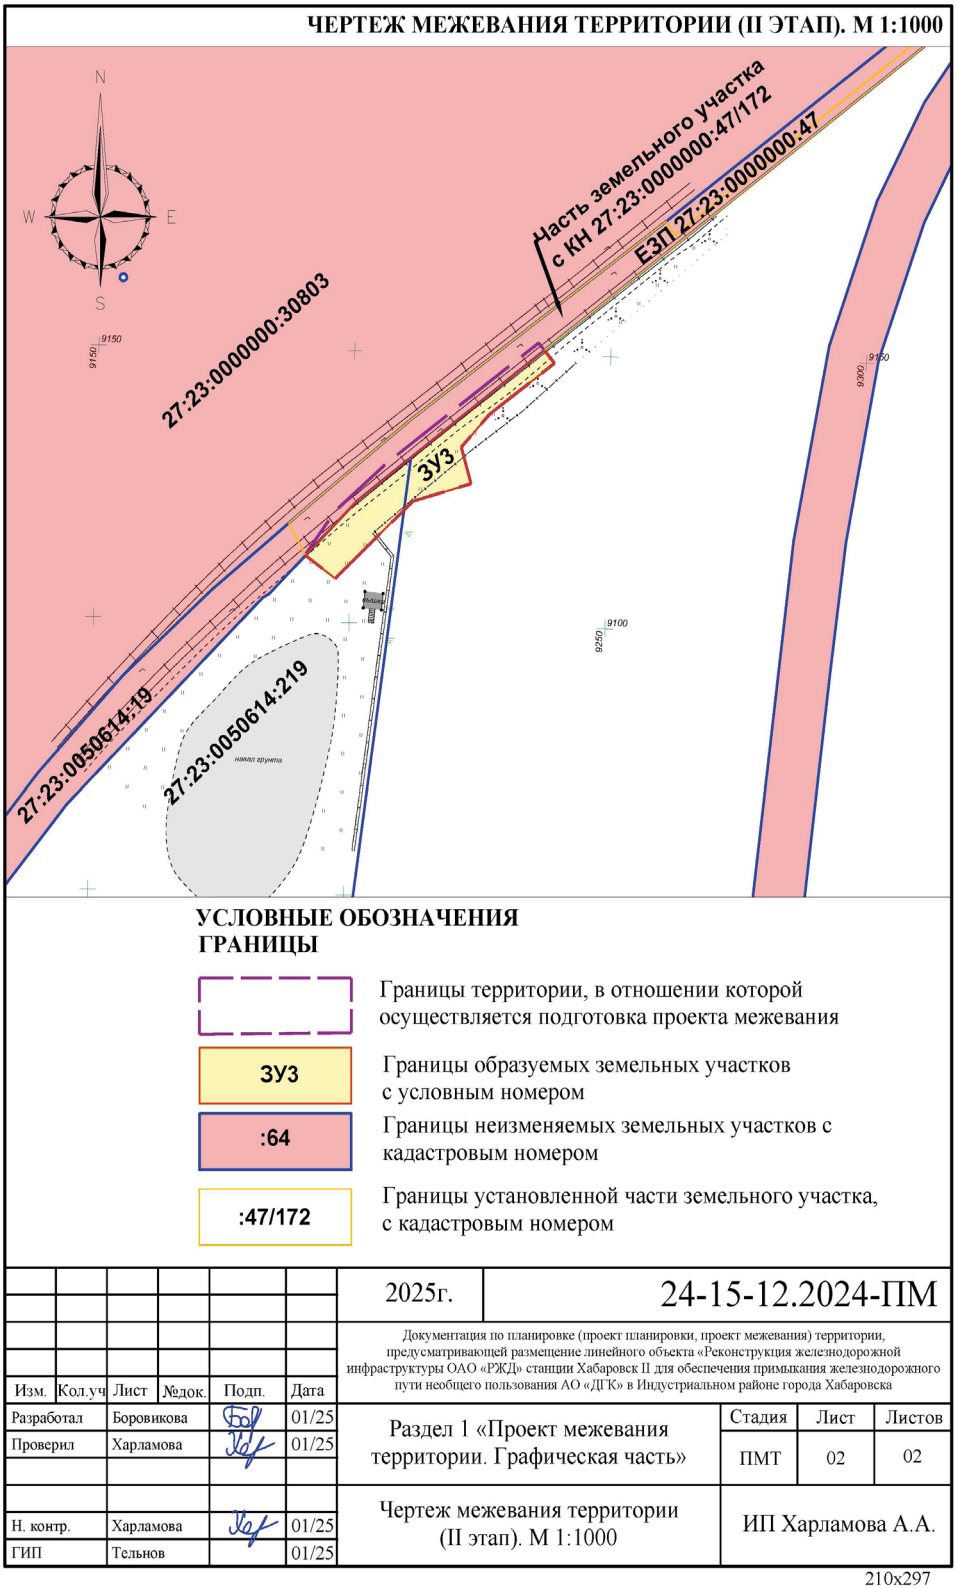 ЧЕРТЕЖ МЕЖЕВАНИЯ ТЕРРИТОРИИ (II ЭТАП). М 1:1000
N
W
E
S
Часть земельного участка
с КН 27:23:0000000:47/172
ЕЗП 27:23:0000000:47
27:23:0000000:30803
9150
9150
9150
9300
ЗУ3
9100
9250
27:23:0050614:19
27:23:0050614:219
навал грунта
УСЛОВНЫЕ ОБОЗНАЧЕНИЯ
ГРАНИЦЫ
Границы территории, в отношении которой
осуществляется подготовка проекта межевания
ЗУ3
Границы образуемых земельных участков
с условным номером
:64
Границы неизменяемых земельных участков с
кадастровым номером
:47/172
Границы установленной части земельного участка,
с кадастровым номером
2025г.
24-15-12.2024-ПМ
Документация по планировке (проект планировки, проект межевания) территории,
предусматривающей размещение линейного объекта «Реконструкция железнодорожной
инфраструктуры ОАО «РЖД» станции Хабаровск II для обеспечения примыкания железнодорожного
пути необщего пользования АО «ДГК» в Индустриальном районе города Хабаровска
Изм. Кол.уч Лист №док. Подп. Дата
Разработал Боровикова 01/25
Проверил Харламова 01/25
Раздел 1 «Проект межевания
территории. Графическая часть»
Стадия Лист Листов
ПМТ 02 02
Н. контр. Харламова 01/25
ГИП Тельнов 01/25
Чертеж межевания территории
(II этап). М 1:1000
ИП Харламова А.А.
210x297